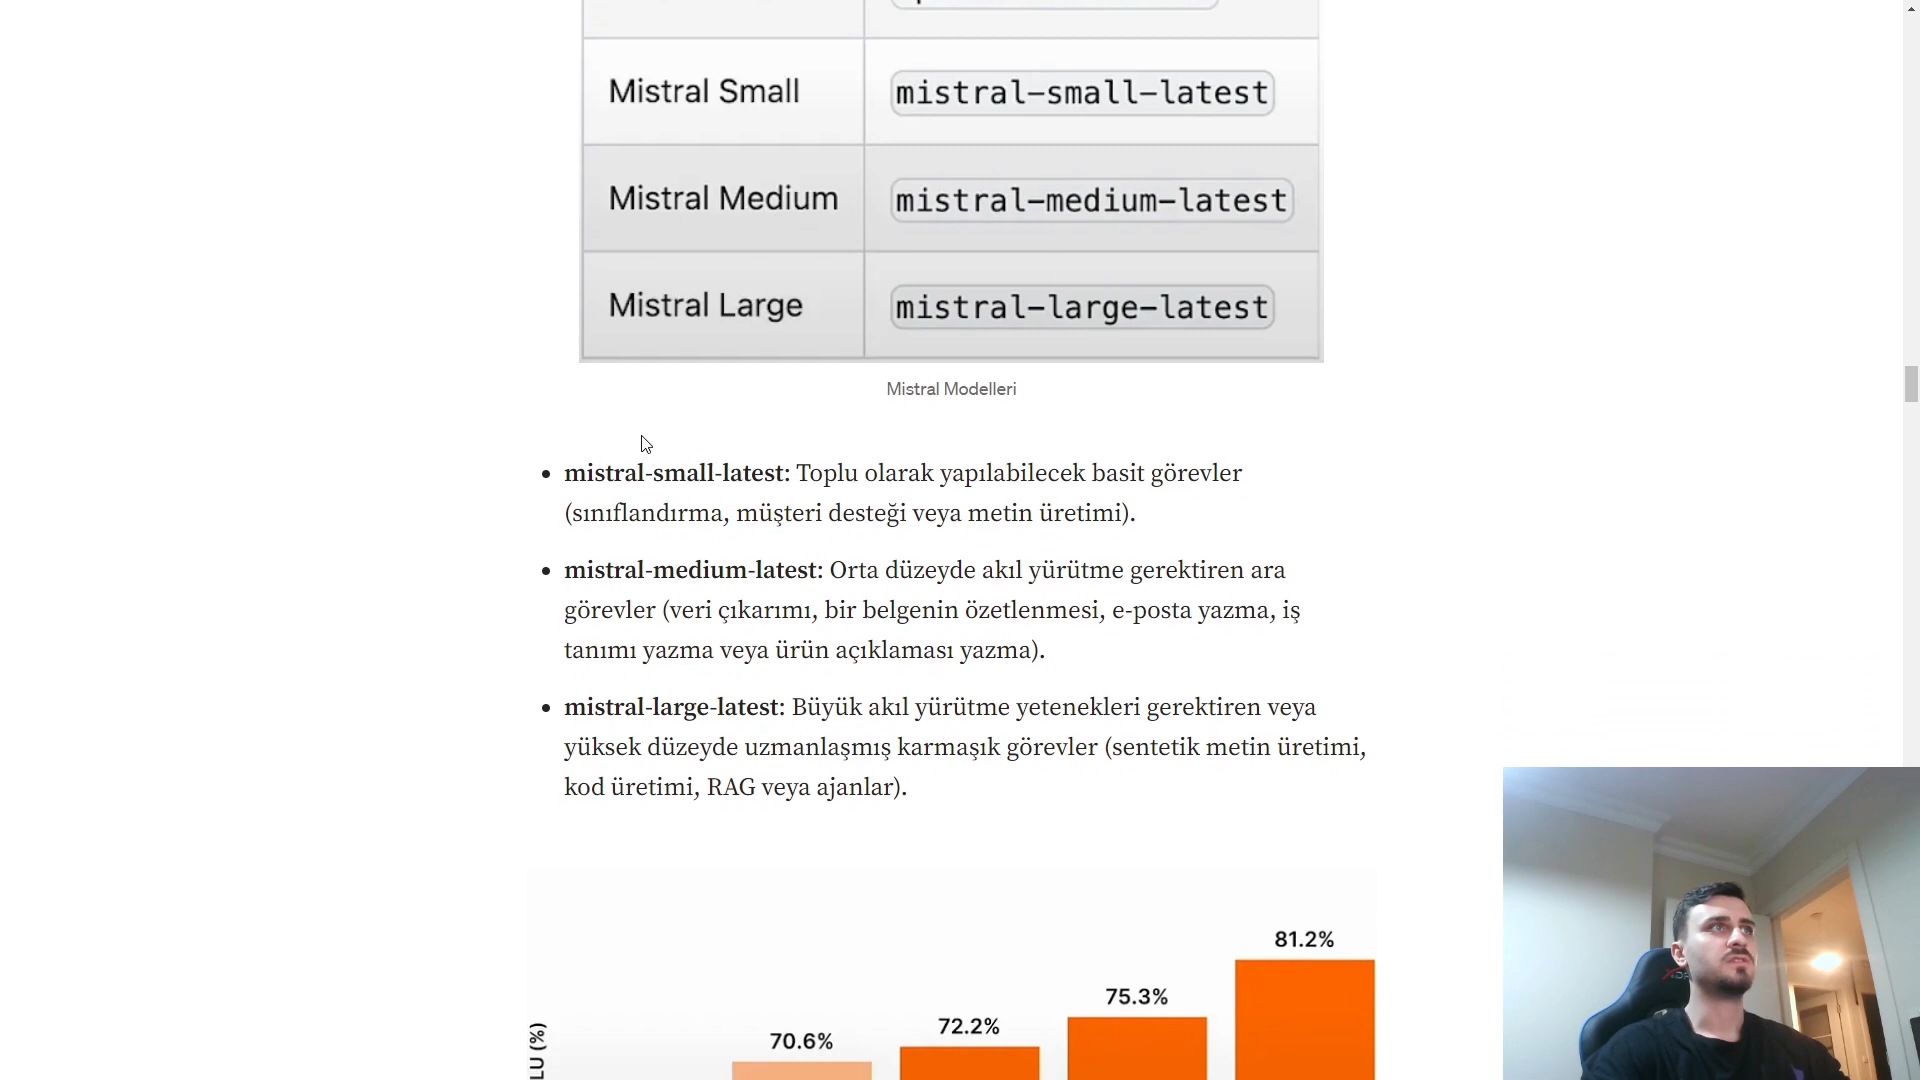 Mistral Small
mistral-small-latest
Mistral Medium
mistral-medium-latest
Mistral Large
mistral-large-latest
Mistral Modelleri
• mistral-small-latest: Toplu olarak yapılabilecek basit görevler
(sınıflandırma, müşteri desteği veya metin üretimi).
• mistral-medium-latest: Orta düzeyde akıl yürütme gerektiren ara
görevler (veri çıkarımı, bir belgenin özetlenmesi, e-posta yazma, iş
tanımı yazma veya ürün açıklaması yazma).
• mistral-large-latest: Büyük akıl yürütme yetenekleri gerektiren veya
yüksek düzeyde uzmanlaşmış karmaşık görevler (sentetik metin üretimi,
kod üretimi, RAG veya ajanlar).
81.2%
75.3%
72.2%
70.6%
LU (%)